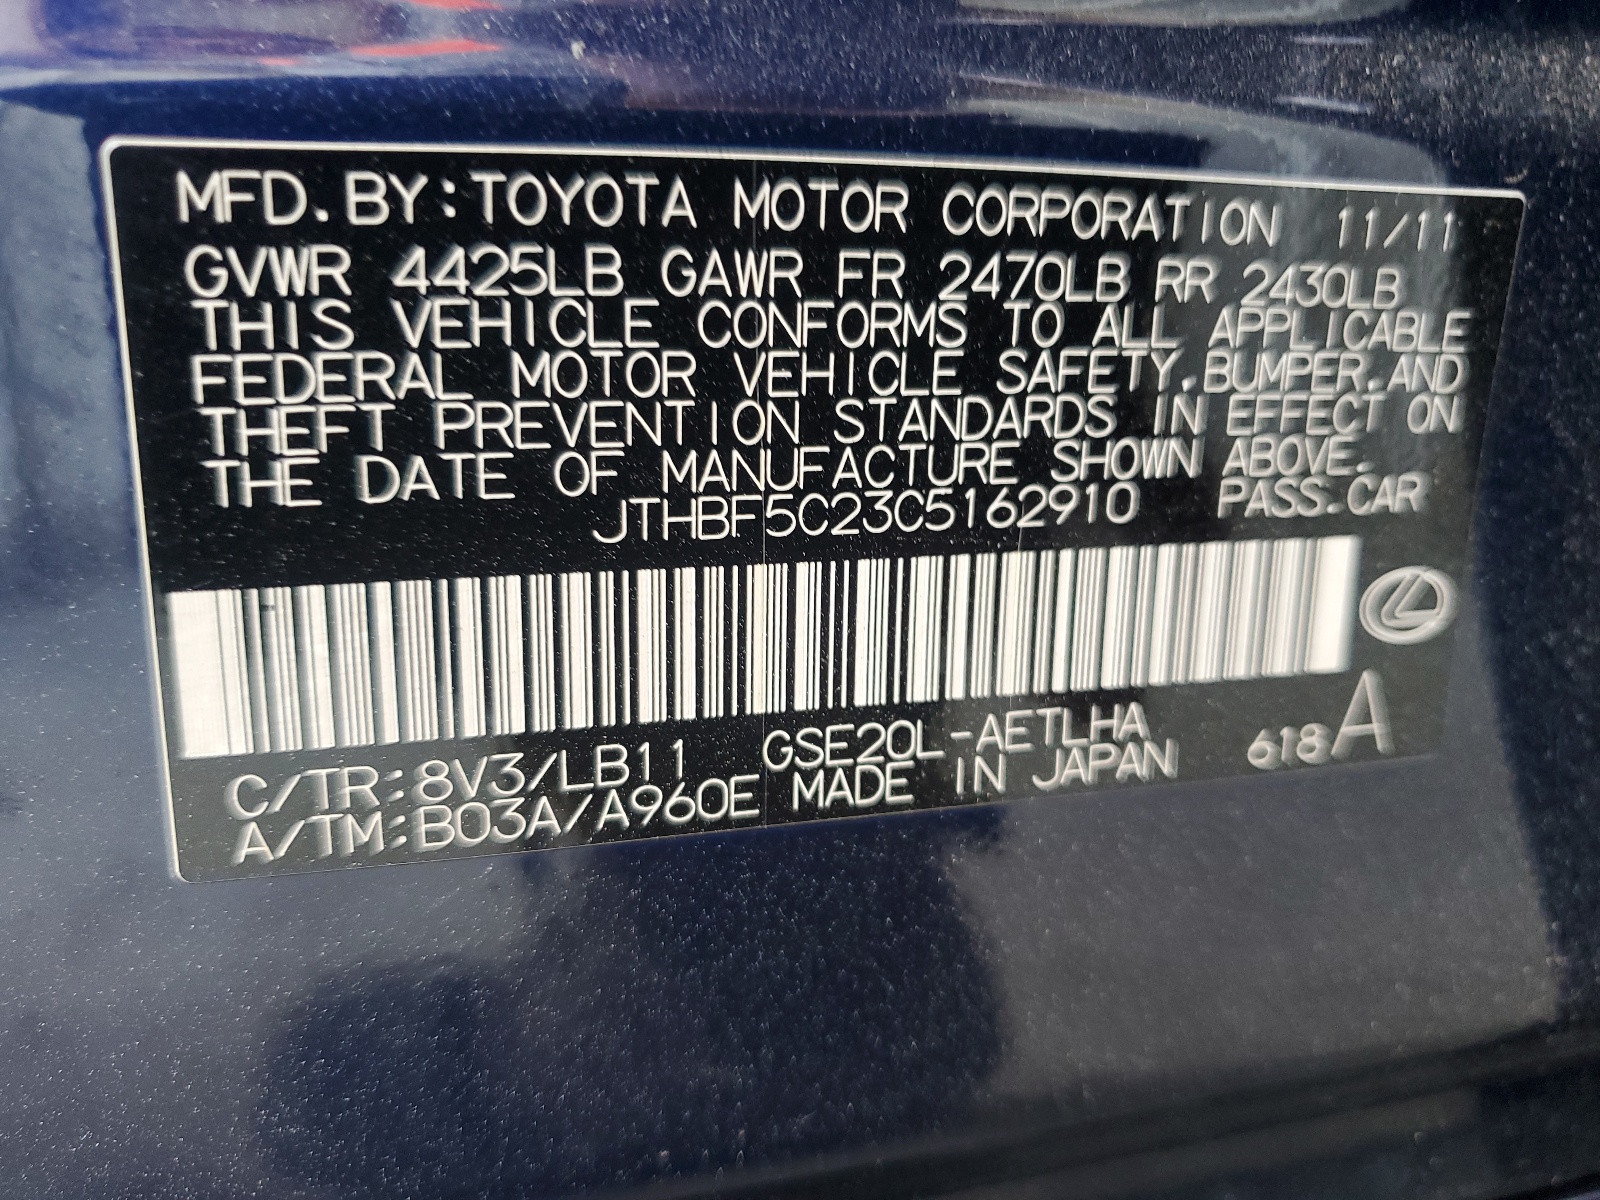 MFD. BY: TOYOTA MOTOR CORPORATION 11/11
GVWR 4425LB GAWR FR 2470LB RR 2430LB
THIS VEHICLE CONFORMS TO ALL APPLICABLE
FEDERAL MOTOR VEHICLE SAFETY, BUMPER, AND
THEFT PREVENTION STANDARDS IN EFFECT ON
THE DATE OF MANUFACTURE SHOWN ABOVE.
JTHBF5C23C5162910 PASS. CAR
C/TR: 8V3/LB11 GSE20L-AETLHA 618A
A/TM: B03A/A960E MADE IN JAPAN